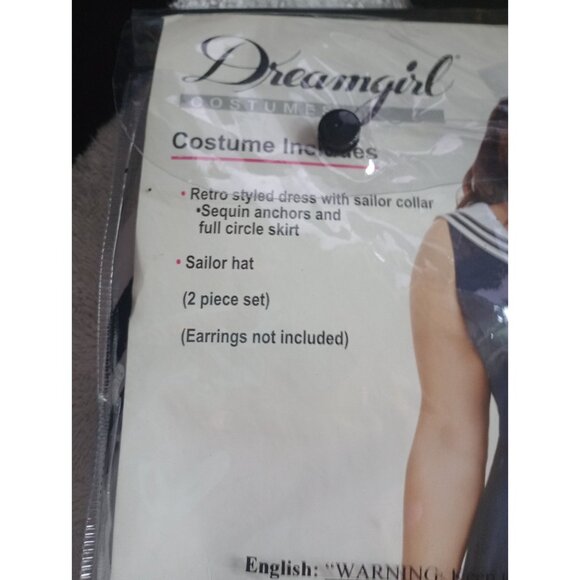 Dreamgirl
COSTUMES
Costume Includes
• Retro styled dress with sailor collar
•Sequin anchors and
full circle skirt
• Sailor hat
(2 piece set)
(Earrings not included)
English: "WARNING: